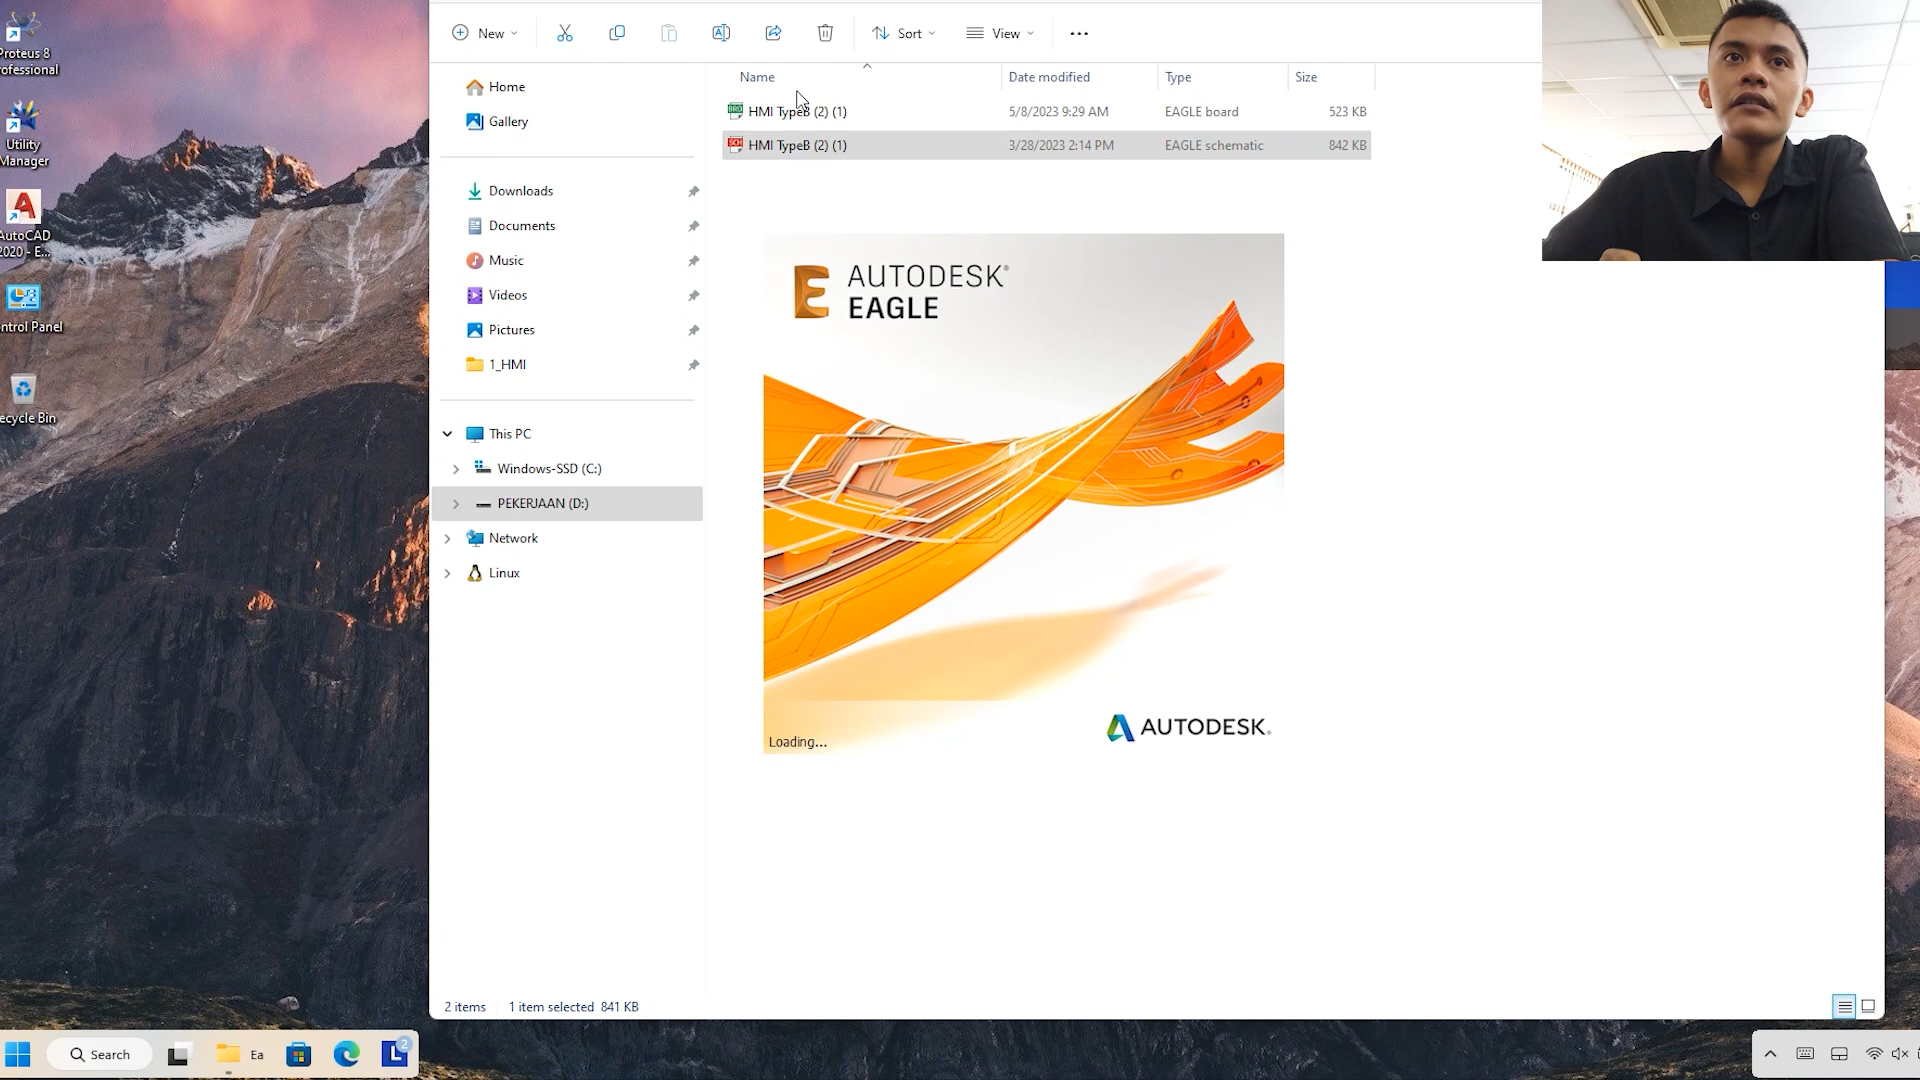 Proteus 8
rofessional
Utility
Manager
AutoCAD
2020 - E...
ntrol Panel
ecycle Bin
New
Sort
View
Home
Gallery
Downloads
Documents
Music
Videos
Pictures
1_HMI
This PC
Windows-SSD (C:)
PEKERJAAN (D:)
Network
Linux
Name Date modified Type Size
HMI TypeB (2) (1) 5/8/2023 9:29 AM EAGLE board 523 KB
HMI TypeB (2) (1) 3/28/2023 2:14 PM EAGLE schematic 842 KB
AUTODESK®
EAGLE
Loading...
AUTODESK.
2 items 1 item selected 841 KB
Search
Ea
2